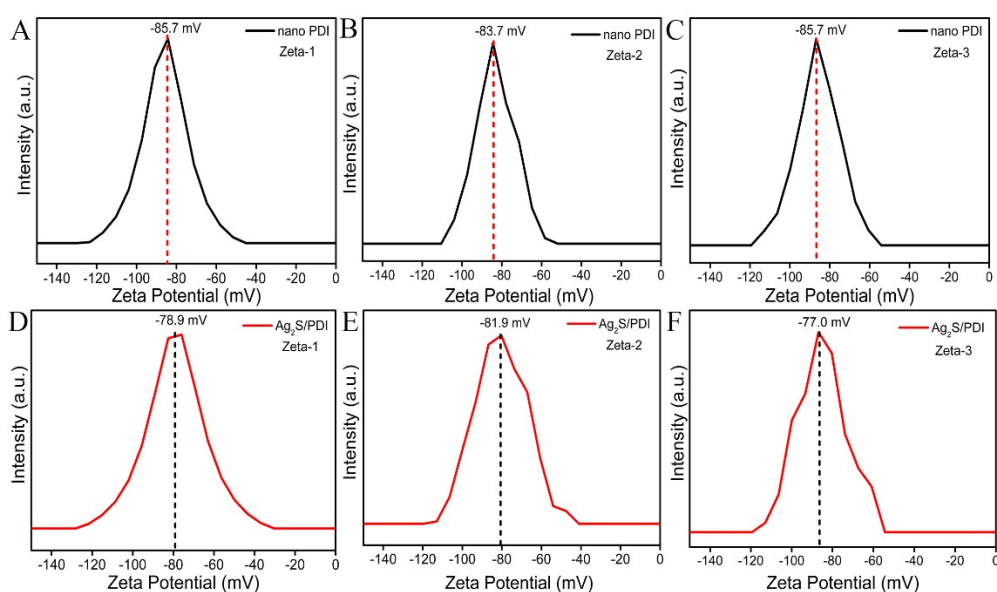 A
-85.7 mV
nano PDI
Zeta-1
Intensity (a.u.)
-140 -120 -100 -80 -60 -40 -20 0
Zeta Potential (mV)
B
-83.7 mV
nano PDI
Zeta-2
Intensity (a.u.)
-140 -120 -100 -80 -60 -40 -20 0
Zeta Potential (mV)
C
-85.7 mV
nano PDI
Zeta-3
Intensity (a.u.)
-140 -120 -100 -80 -60 -40 -20 0
Zeta Potential (mV)
D
-78.9 mV
Ag₂S/PDI
Zeta-1
Intensity (a.u.)
-140 -120 -100 -80 -60 -40 -20 0
Zeta Potential (mV)
E
-81.9 mV
Ag₂S/PDI
Zeta-2
Intensity (a.u.)
-140 -120 -100 -80 -60 -40 -20 0
Zeta Potential (mV)
F
-77.0 mV
Ag₂S/PDI
Zeta-3
Intensity (a.u.)
-140 -120 -100 -80 -60 -40 -20 0
Zeta Potential (mV)